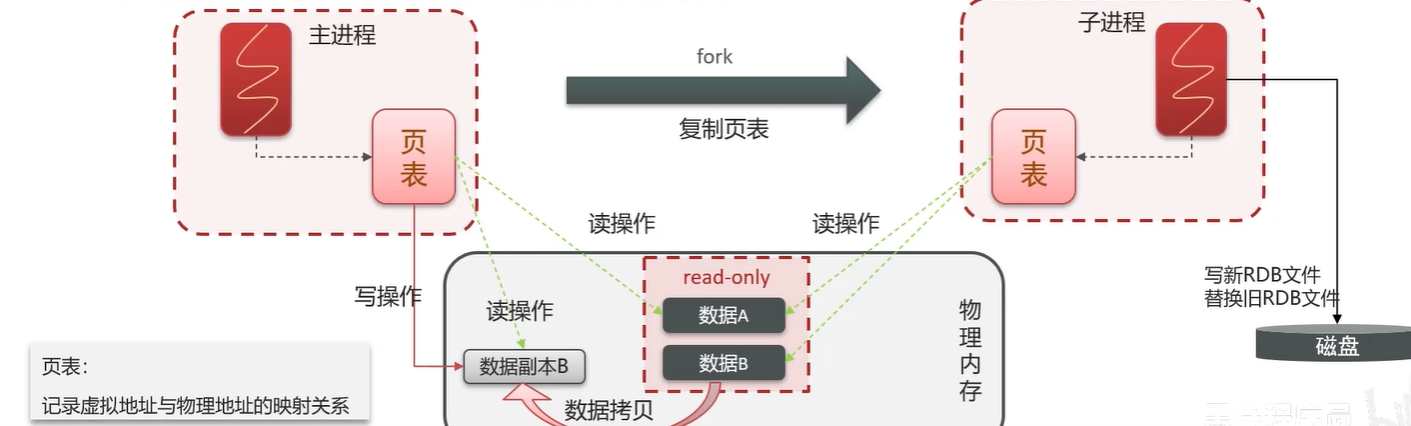 主进程
fork
子进程
页
表
复制页表
页
表
读操作
读操作
写操作
读操作
read-only
数据A
数据B
数据副本B
数据拷贝
物
理
内
存
写新RDB文件
替换旧RDB文件
磁盘
页表：
记录虚拟地址与物理地址的映射关系